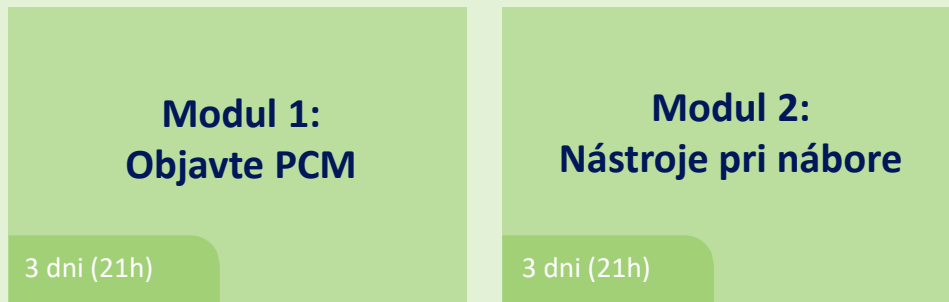 Modul 1:
Objavte PCM
3 dni (21h)
Modul 2:
Nástroje pri nábore
3 dni (21h)